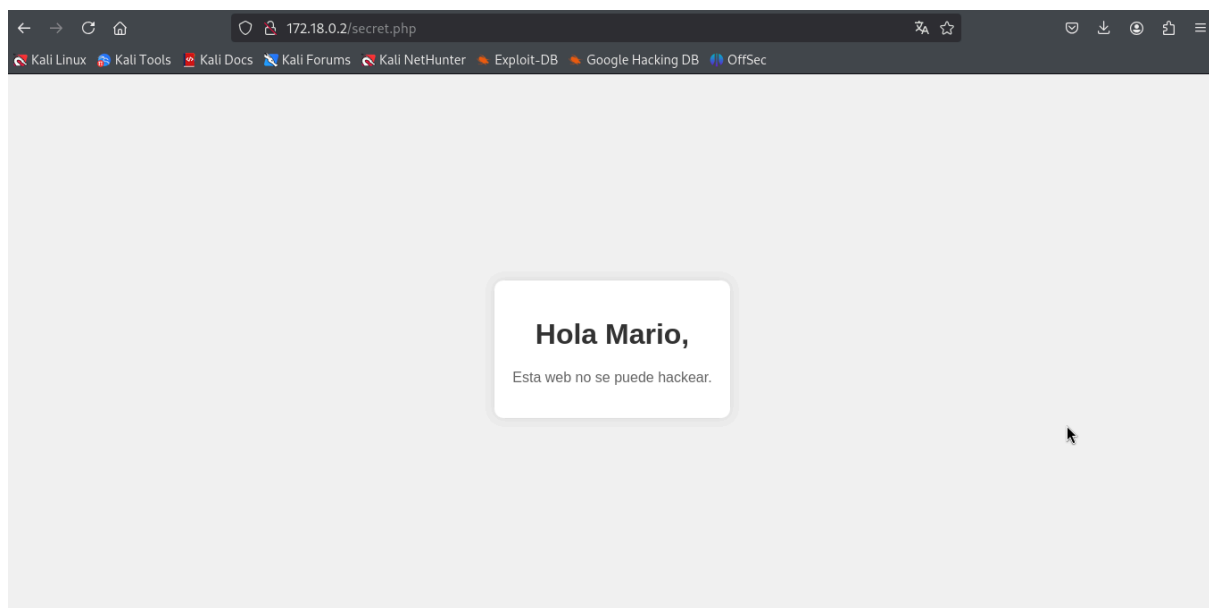 172.18.0.2/secret.php
Kali Linux Kali Tools Kali Docs Kali Forums Kali NetHunter Exploit-DB Google Hacking DB OffSec
Hola Mario,
Esta web no se puede hackear.